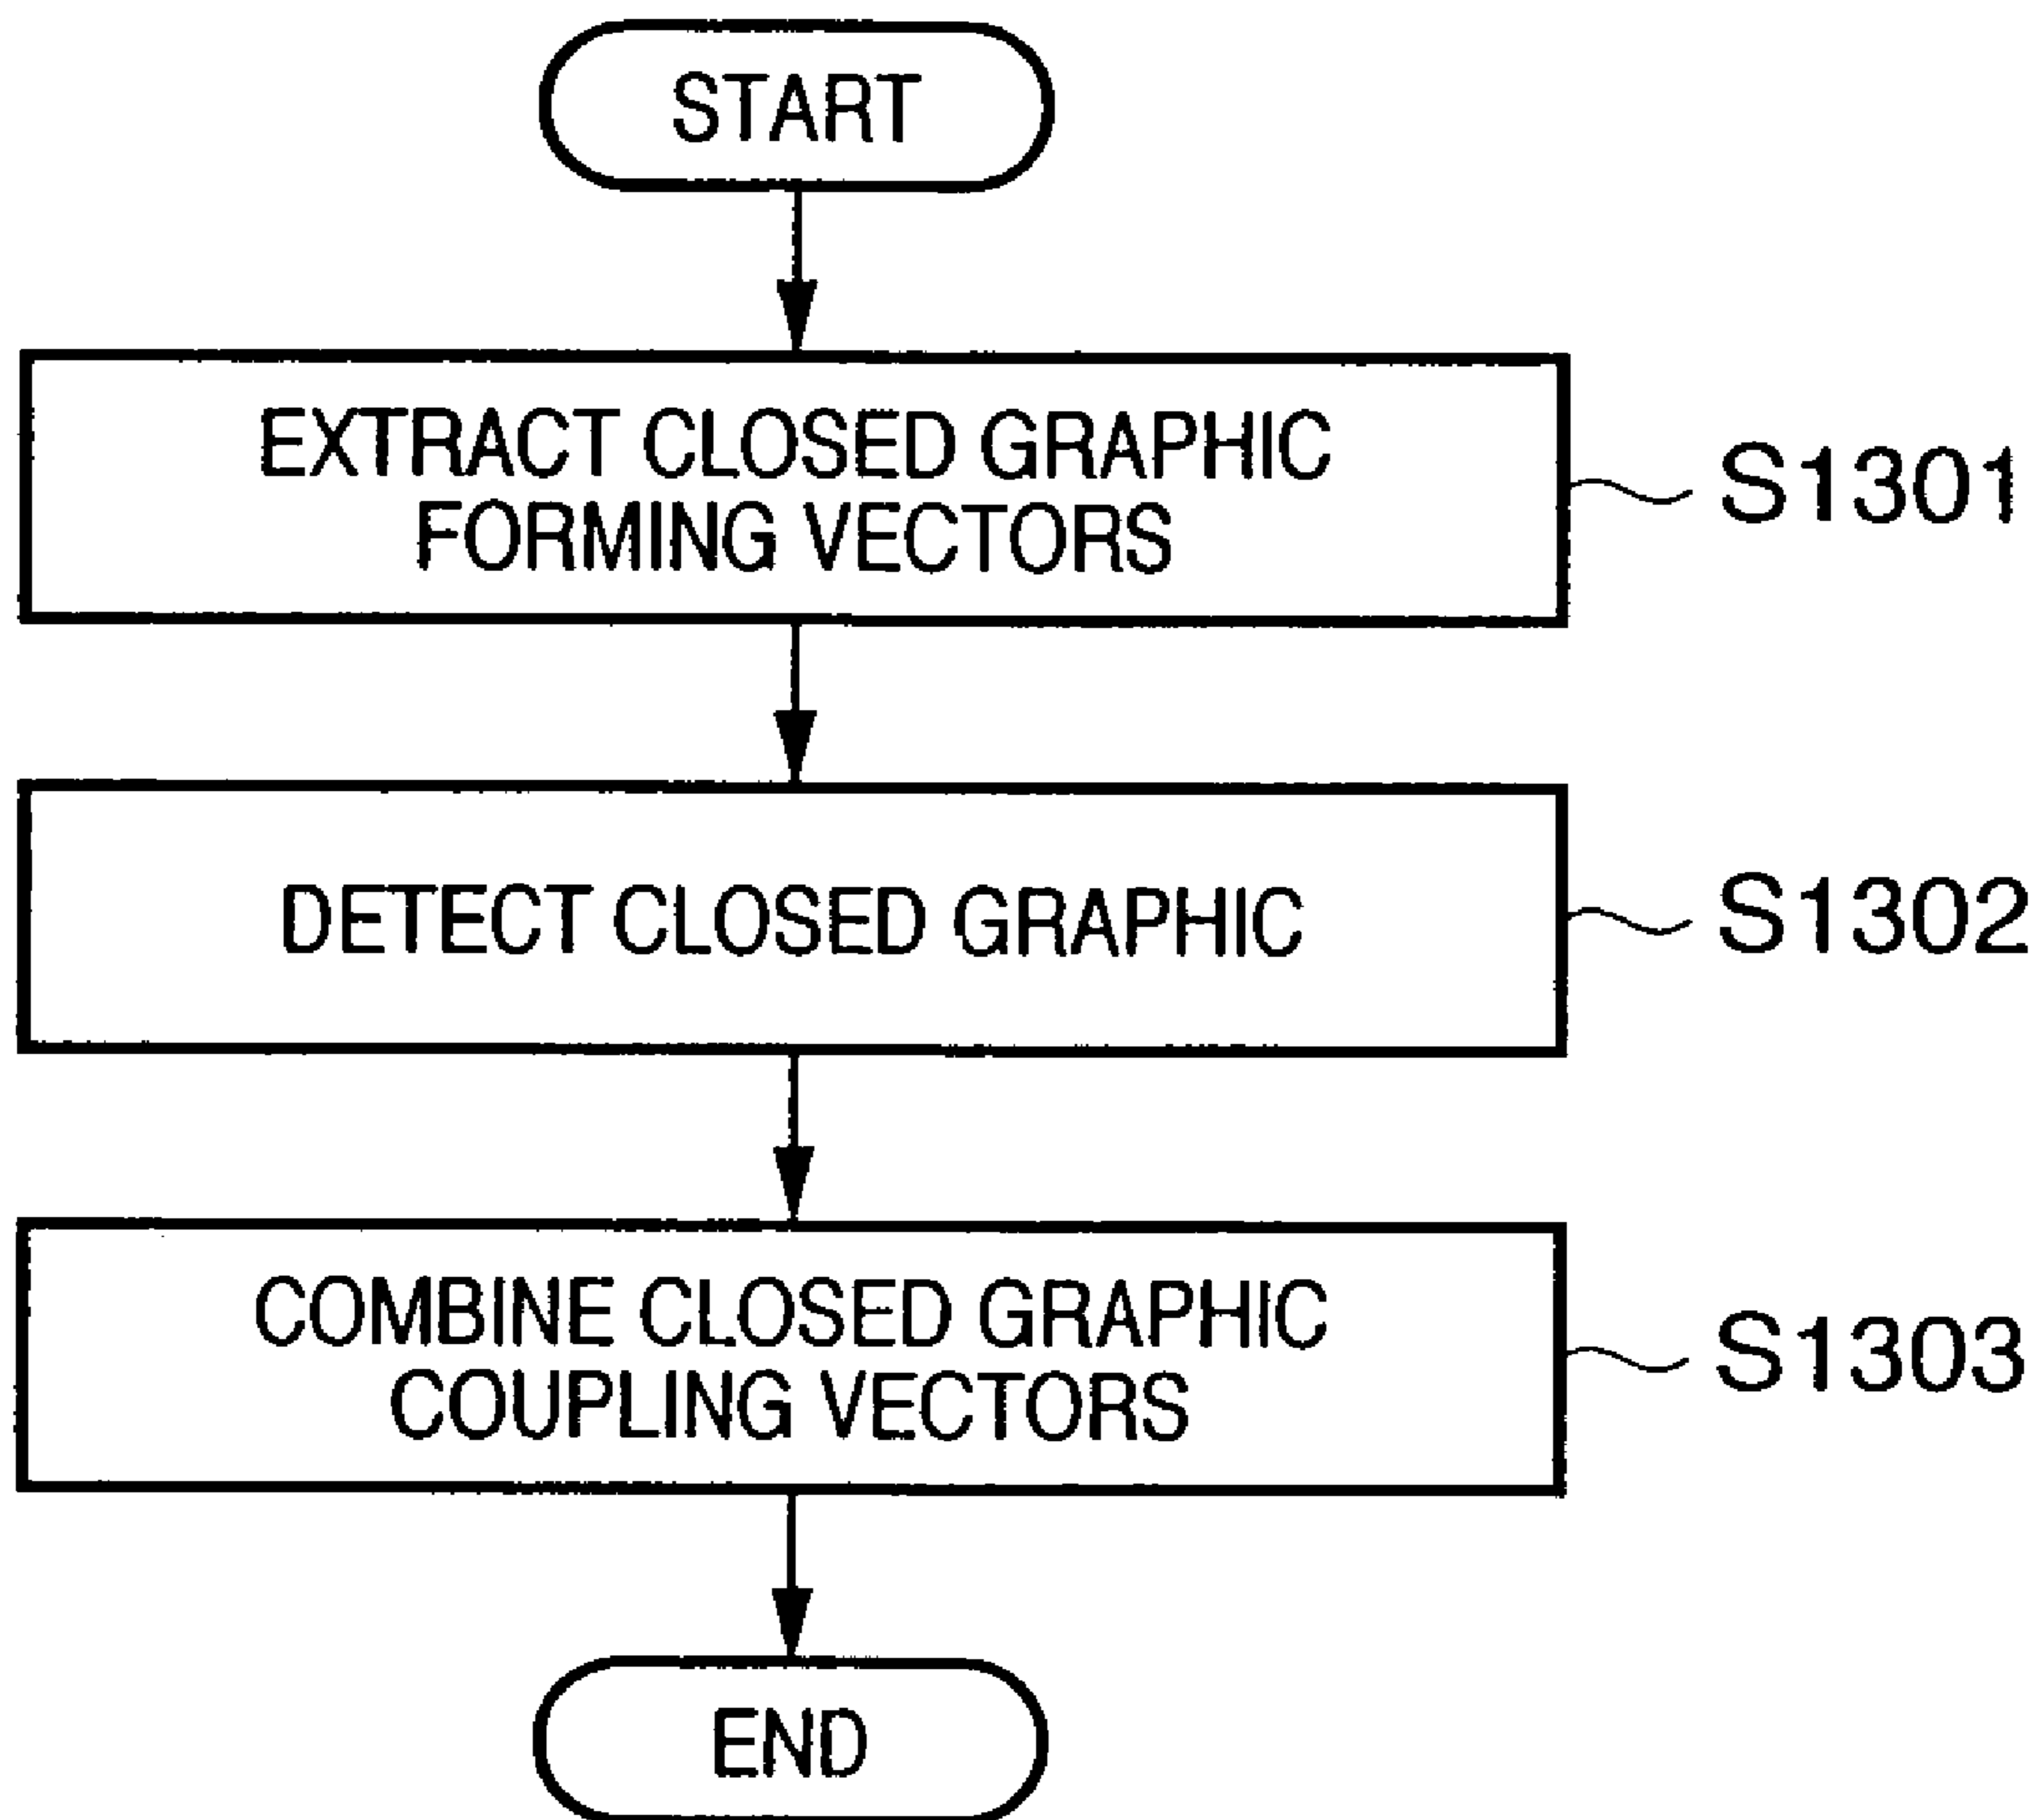 START
EXTRACT CLOSED GRAPHIC
FORMING VECTORS
S1301
DETECT CLOSED GRAPHIC
S1302
COMBINE CLOSED GRAPHIC
COUPLING VECTORS
S1303
END